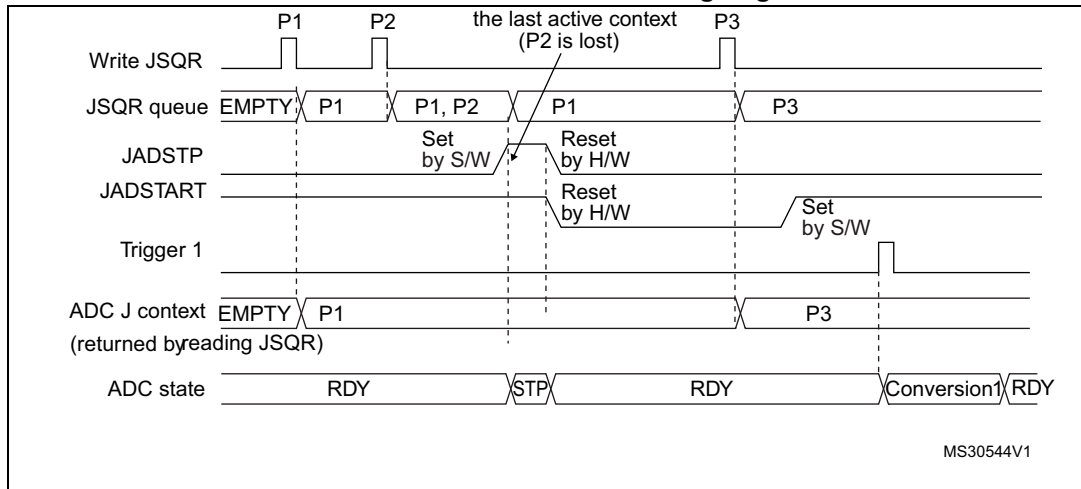 P1 P2 the last active context P3
(P2 is lost)
Write JSQR
JSQR queue EMPTY P1 P1, P2 P1 P3
Set Reset
JADSTP by S/W by H/W
JADSTART Reset
by H/W Set
by S/W
Trigger 1
ADC J context EMPTY P1 P3
(returned by reading JSQR)
ADC state RDY STP RDY Conversion1 RDY
MS30544V1